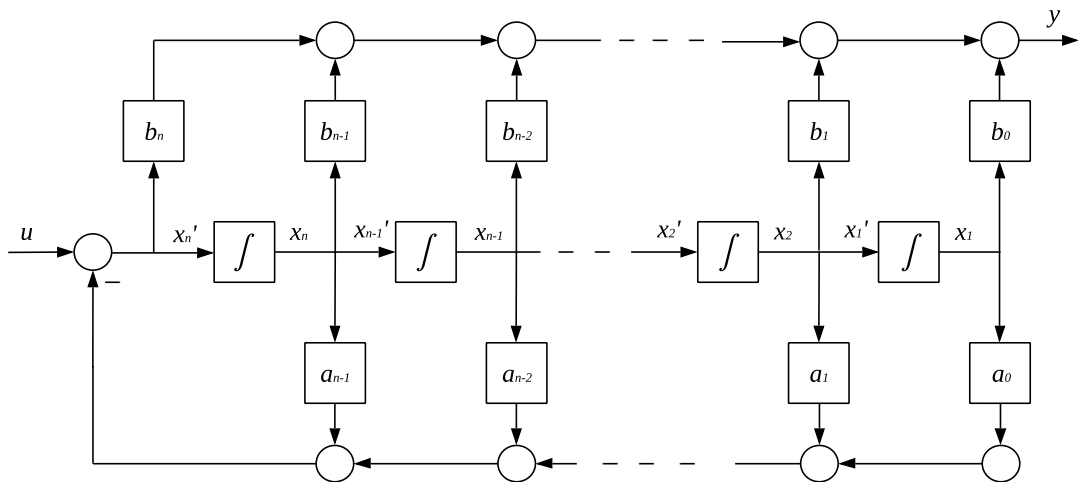 y
bn bn-1 bn-2 b1 b0
u xn' ∫ xn xn-1' ∫ xn-1 x2' ∫ x2 x1' ∫ x1
−
an-1 an-2 a1 a0